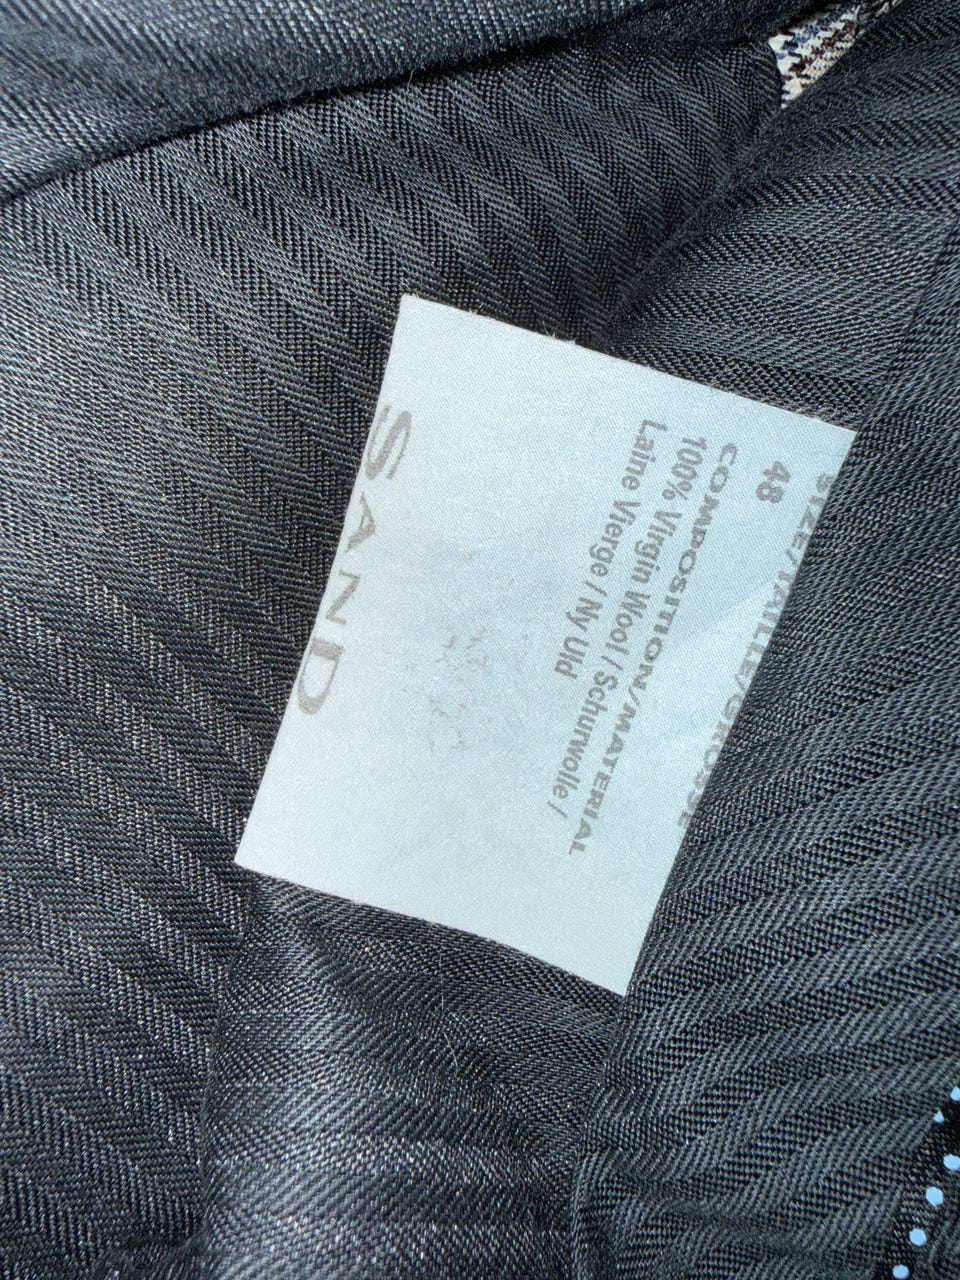 SIZE/TAILLE/GRÖSSE
48
COMPOSITION/MATERIAL
100% Virgin Wool / Schurwolle /
Laine Vierge / Ny Uld
SAND